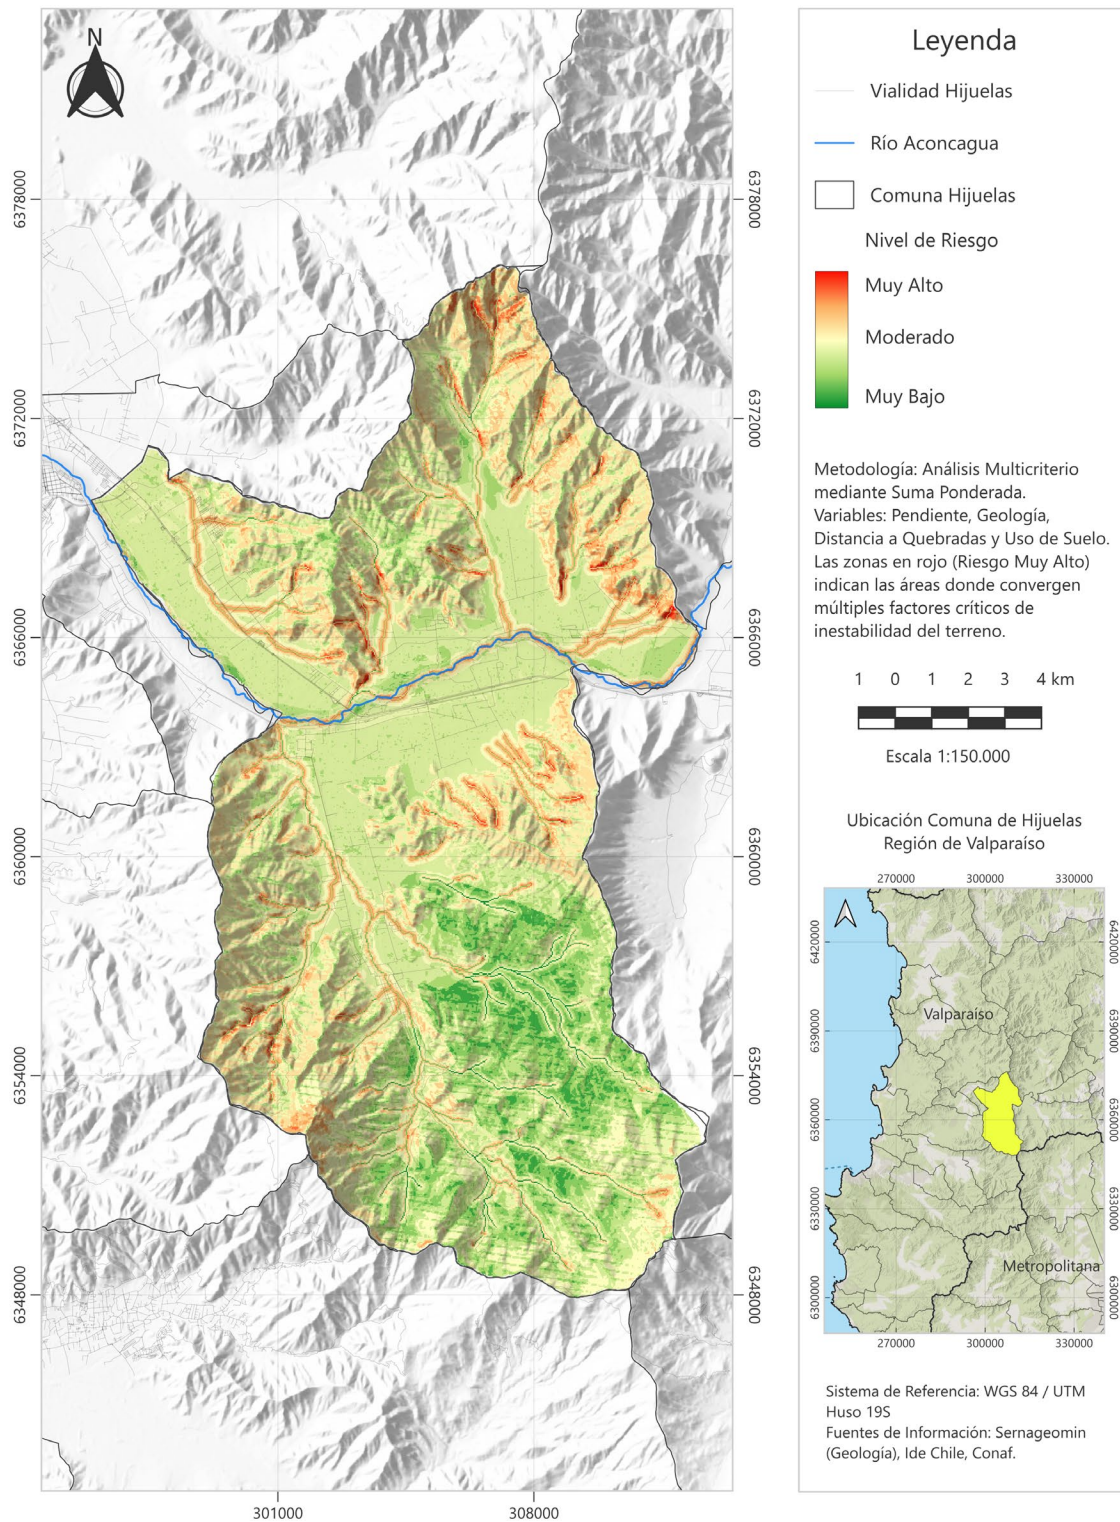 N
6378000
6378000
6372000
6372000
6366000
6366000
6360000
6360000
6354000
6354000
6348000
6348000
301000
308000
Leyenda
Vialidad Hijuelas
Río Aconcagua
Comuna Hijuelas
Nivel de Riesgo
Muy Alto
Moderado
Muy Bajo
Metodología: Análisis Multicriterio
mediante Suma Ponderada.
Variables: Pendiente, Geología,
Distancia a Quebradas y Uso de Suelo.
Las zonas en rojo (Riesgo Muy Alto)
indican las áreas donde convergen
múltiples factores críticos de
inestabilidad del terreno.
1 0 1 2 3 4 km
Escala 1:150.000
Ubicación Comuna de Hijuelas
Región de Valparaíso
270000 300000 330000
6420000
6420000
6390000
6390000
Valparaíso
6360000
6360000
6330000
6330000
Metropolitana
6300000
6300000
270000 300000 330000
Sistema de Referencia: WGS 84 / UTM
Huso 19S
Fuentes de Información: Sernageomin
(Geología), Ide Chile, Conaf.